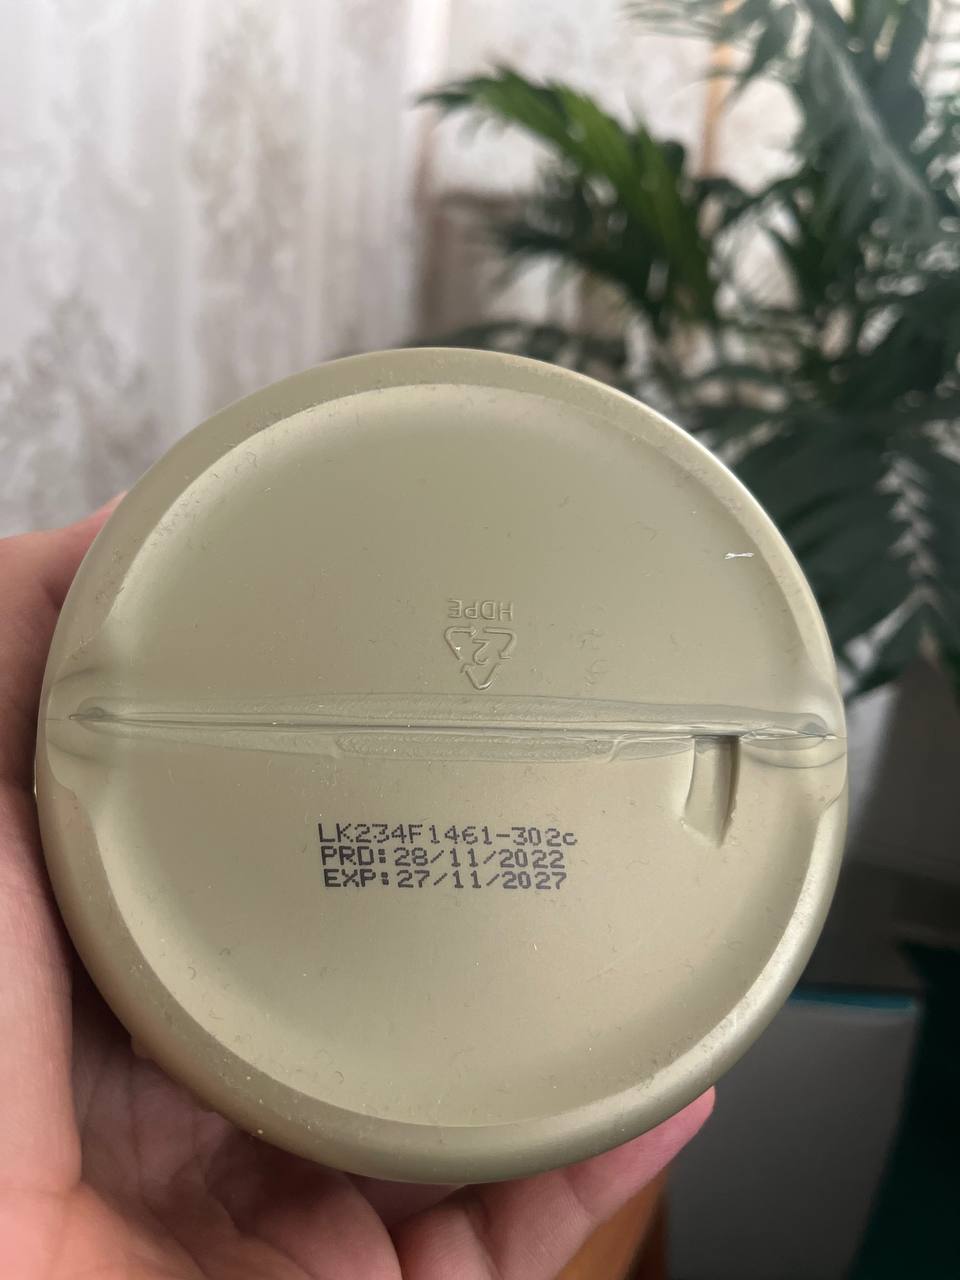 HDPE
2
LK234F1461-302c
PRD:28/11/2022
EXP:27/11/2027